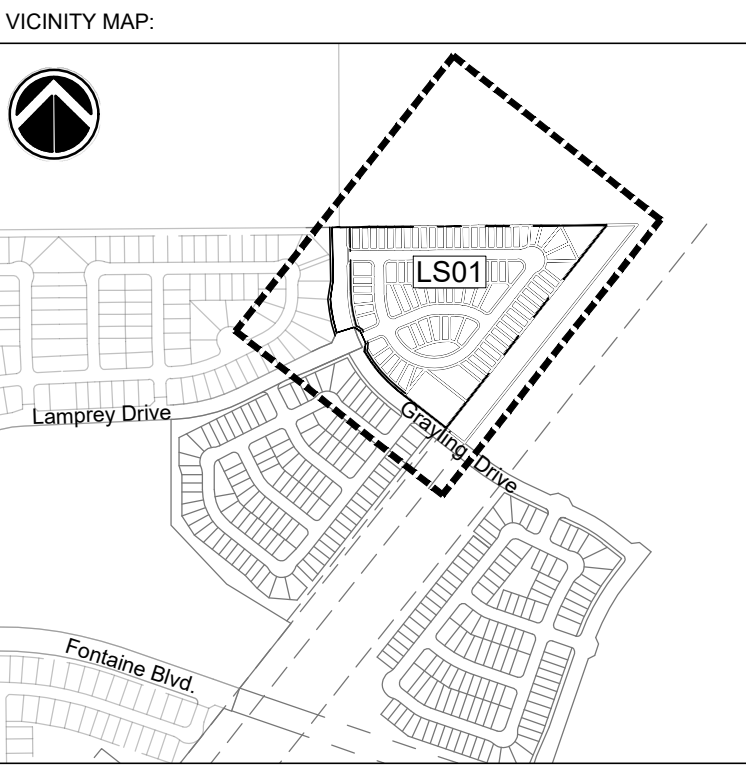 VICINITY MAP:
LS01
Lamprey Drive
Grayling Drive
Fontaine Blvd.